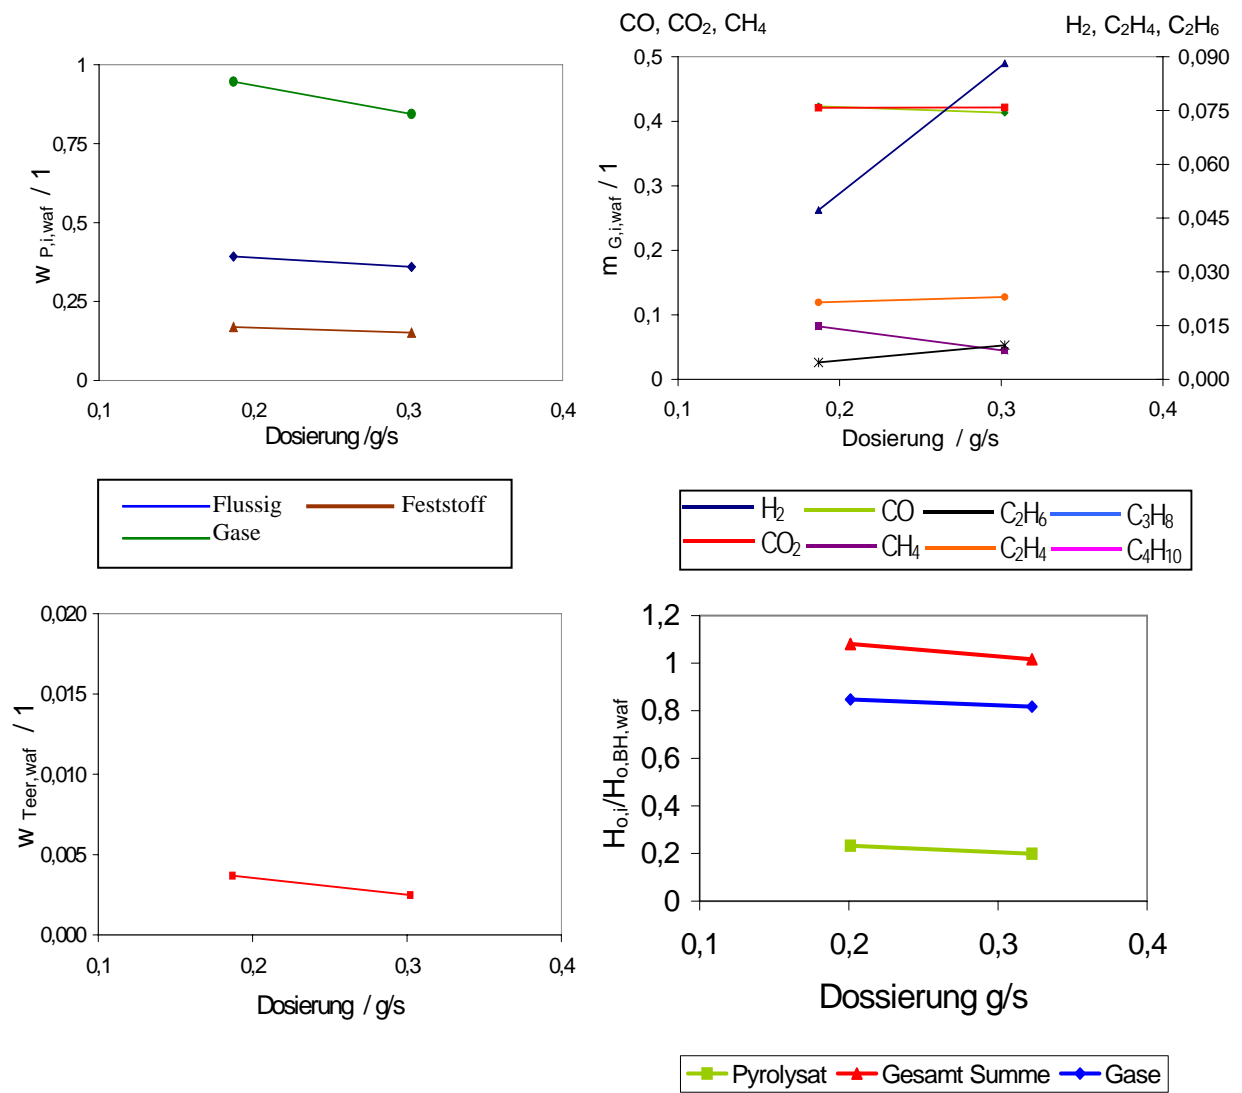 CO, CO₂, CH₄
H₂, C₂H₄, C₂H₆
1
0,75
0,5
0,25
0
w P,i,waf / 1
0,1 0,2 0,3 0,4
Dosierung /g/s
0,5
0,4
0,3
0,2
0,1
0
m G,i,waf / 1
0,090
0,075
0,060
0,045
0,030
0,015
0,000
0,1 0,2 0,3 0,4
Dosierung / g/s
Flussig Feststoff
Gase
H₂ CO C₂H₆ C₃H₈
CO₂ CH₄ C₂H₄ C₄H₁₀
0,020
0,015
0,010
0,005
0,000
w Teer,waf / 1
0,1 0,2 0,3 0,4
Dosierung / g/s
1,2
1
0,8
0,6
0,4
0,2
0
Ho,i/Ho,BH,waf
0,1 0,2 0,3 0,4
Dossierung g/s
Pyrolysat Gesamt Summe Gase